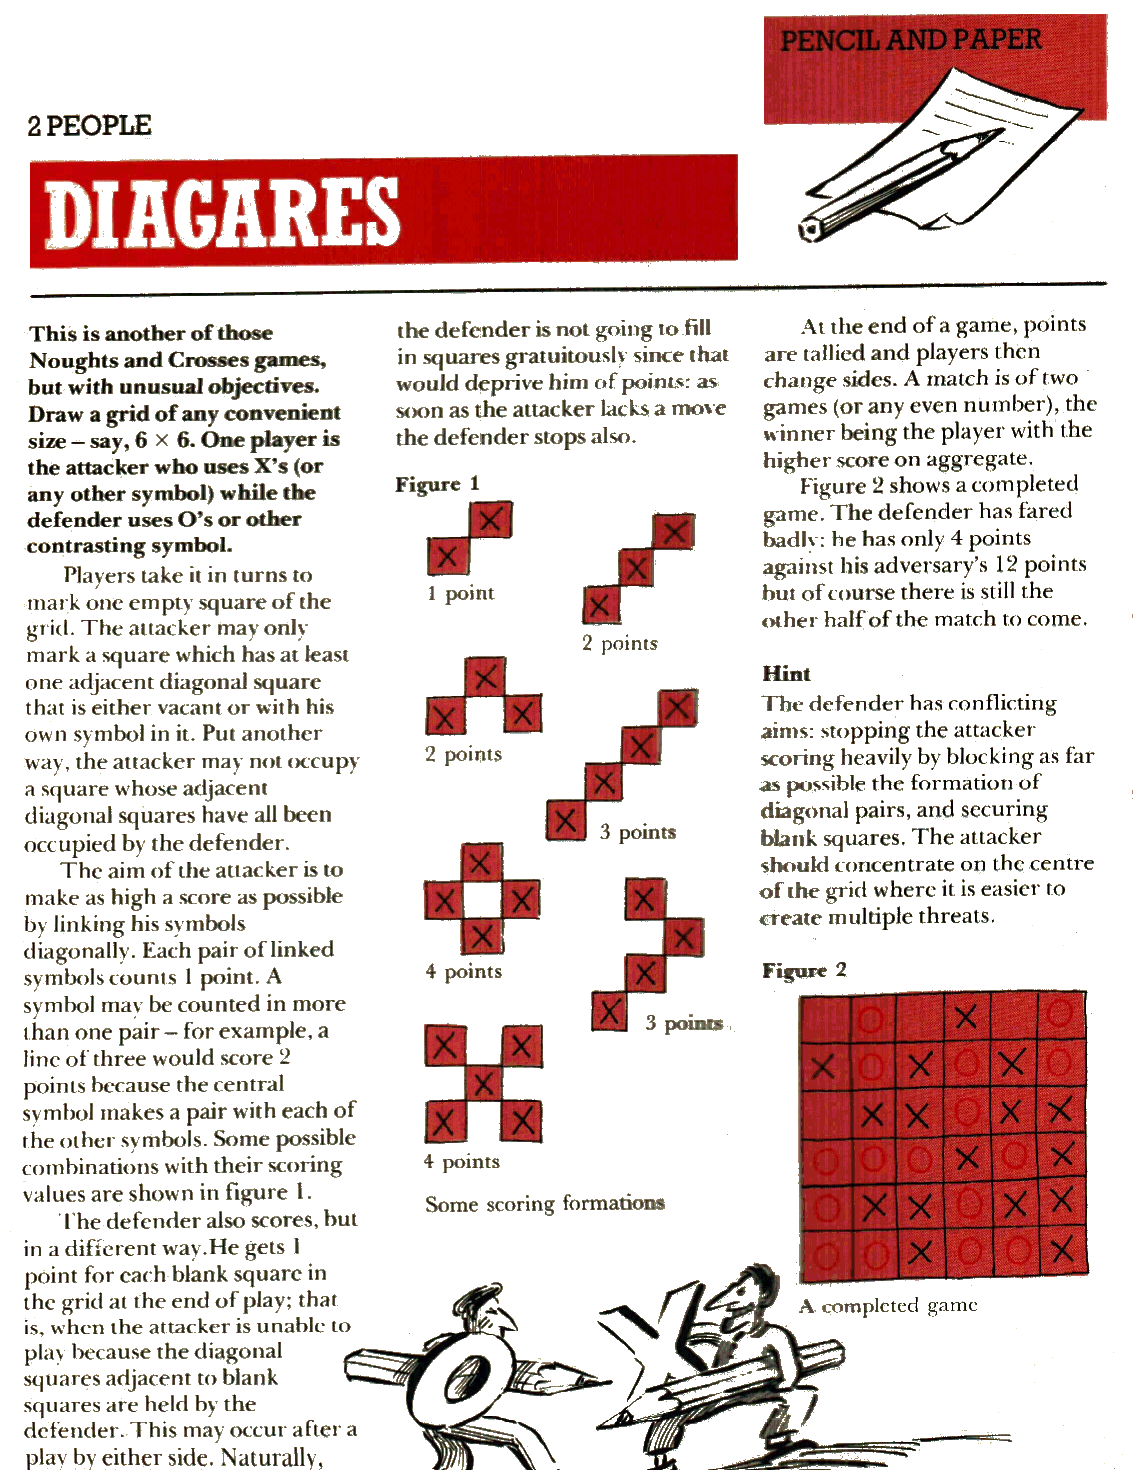 PENCIL AND PAPER
2 PEOPLE
DIAGARES
This is another of those
Noughts and Crosses games,
but with unusual objectives.
Draw a grid of any convenient
size – say, 6 × 6. One player is
the attacker who uses X's (or
any other symbol) while the
defender uses O's or other
contrasting symbol.
Players take it in turns to
mark one empty square of the
grid. The attacker may only
mark a square which has at least
one adjacent diagonal square
that is either vacant or with his
own symbol in it. Put another
way, the attacker may not occupy
a square whose adjacent
diagonal squares have all been
occupied by the defender.
The aim of the attacker is to
make as high a score as possible
by linking his symbols
diagonally. Each pair of linked
symbols counts 1 point. A
symbol may be counted in more
than one pair – for example, a
line of three would score 2
points because the central
symbol makes a pair with each of
the other symbols. Some possible
combinations with their scoring
values are shown in figure 1.
The defender also scores, but
in a different way. He gets 1
point for each blank square in
the grid at the end of play; that
is, when the attacker is unable to
play because the diagonal
squares adjacent to blank
squares are held by the
defender. This may occur after a
play by either side. Naturally,
the defender is not going to fill
in squares gratuitously since that
would deprive him of points: as
soon as the attacker lacks a move
the defender stops also.
Figure 1
X
X
1 point
X
X
X
2 points
X
X X
2 points
X
X
X
X
3 points
X
X X
X
4 points
X
X
X
X
3 points
X X
X
X X
4 points
Some scoring formations
At the end of a game, points
are tallied and players then
change sides. A match is of two
games (or any even number), the
winner being the player with the
higher score on aggregate.
Figure 2 shows a completed
game. The defender has fared
badly: he has only 4 points
against his adversary's 12 points
but of course there is still the
other half of the match to come.
Hint
The defender has conflicting
aims: stopping the attacker
scoring heavily by blocking as far
as possible the formation of
diagonal pairs, and securing
blank squares. The attacker
should concentrate on the centre
of the grid where it is easier to
create multiple threats.
Figure 2
O X O
X O X O X O
X X O X X
O O O X O X
O X X O X X
O O X O O X
A completed game